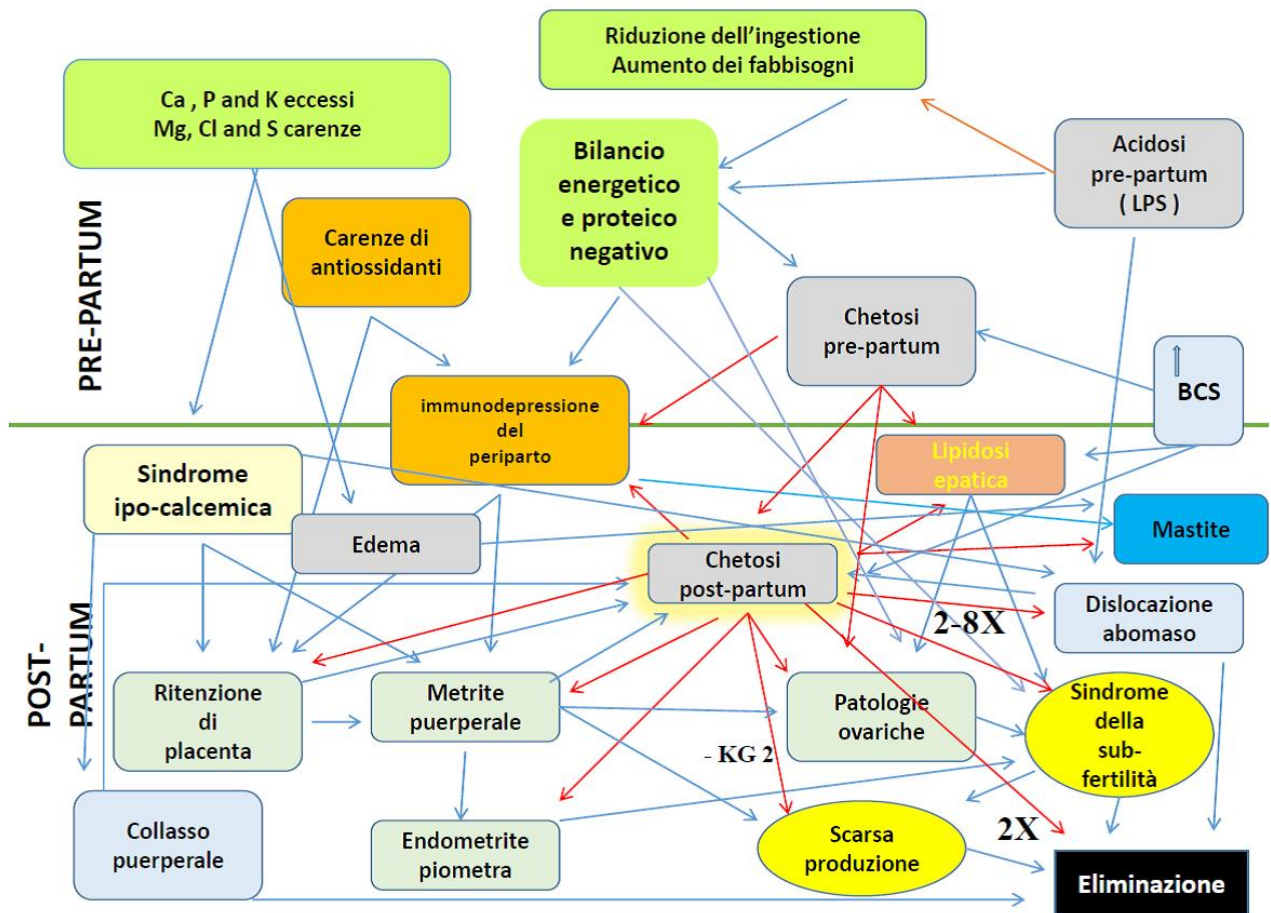 Riduzione dell'ingestione
Aumento dei fabbisogni
Ca , P and K eccessi
Mg, Cl and S carenze
Bilancio
energetico
e proteico
negativo
Acidosi
pre-partum
( LPS )
Carenze di
antiossidanti
PRE-PARTUM
Chetosi
pre-partum
BCS
immunodepressione
del
periparto
Lipidosi
epatica
Sindrome
ipo-calcemica
Edema
Mastite
Chetosi
post-partum
Dislocazione
abomaso
2-8X
POST-
PARTUM
Ritenzione
di
placenta
Metrite
puerperale
Patologie
ovariche
Sindrome
della
sub-
fertilità
- KG 2
Collasso
puerperale
Endometrite
piometra
Scarsa
produzione
2X
Eliminazione